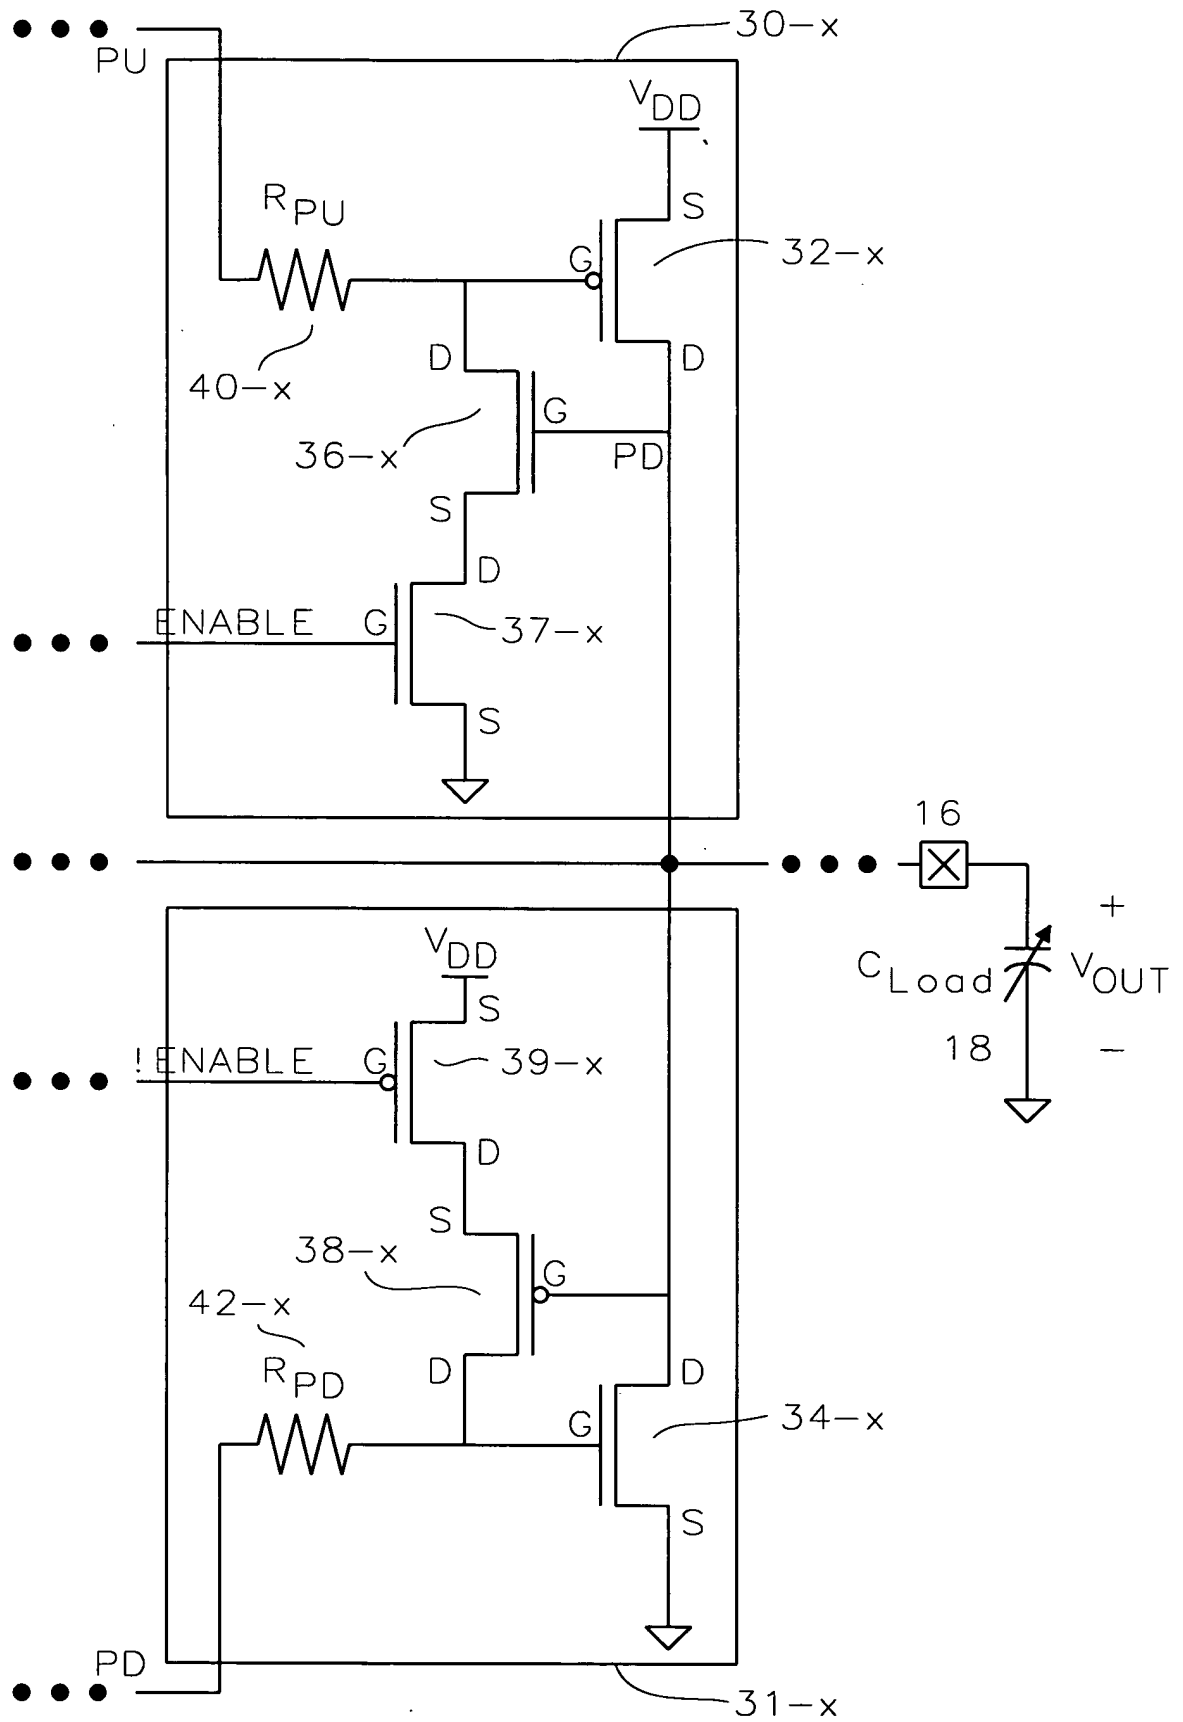 30-x
PU
VDD
RPU
S
G
32-x
D
D
40-x
G
36-x
PD
S
D
ENABLE
G
37-x
S
16
+
VDD
CLoad
VOUT
S
!ENABLE
G
39-x
18
-
D
S
38-x
G
42-x
RPD
D
D
G
34-x
S
PD
31-x